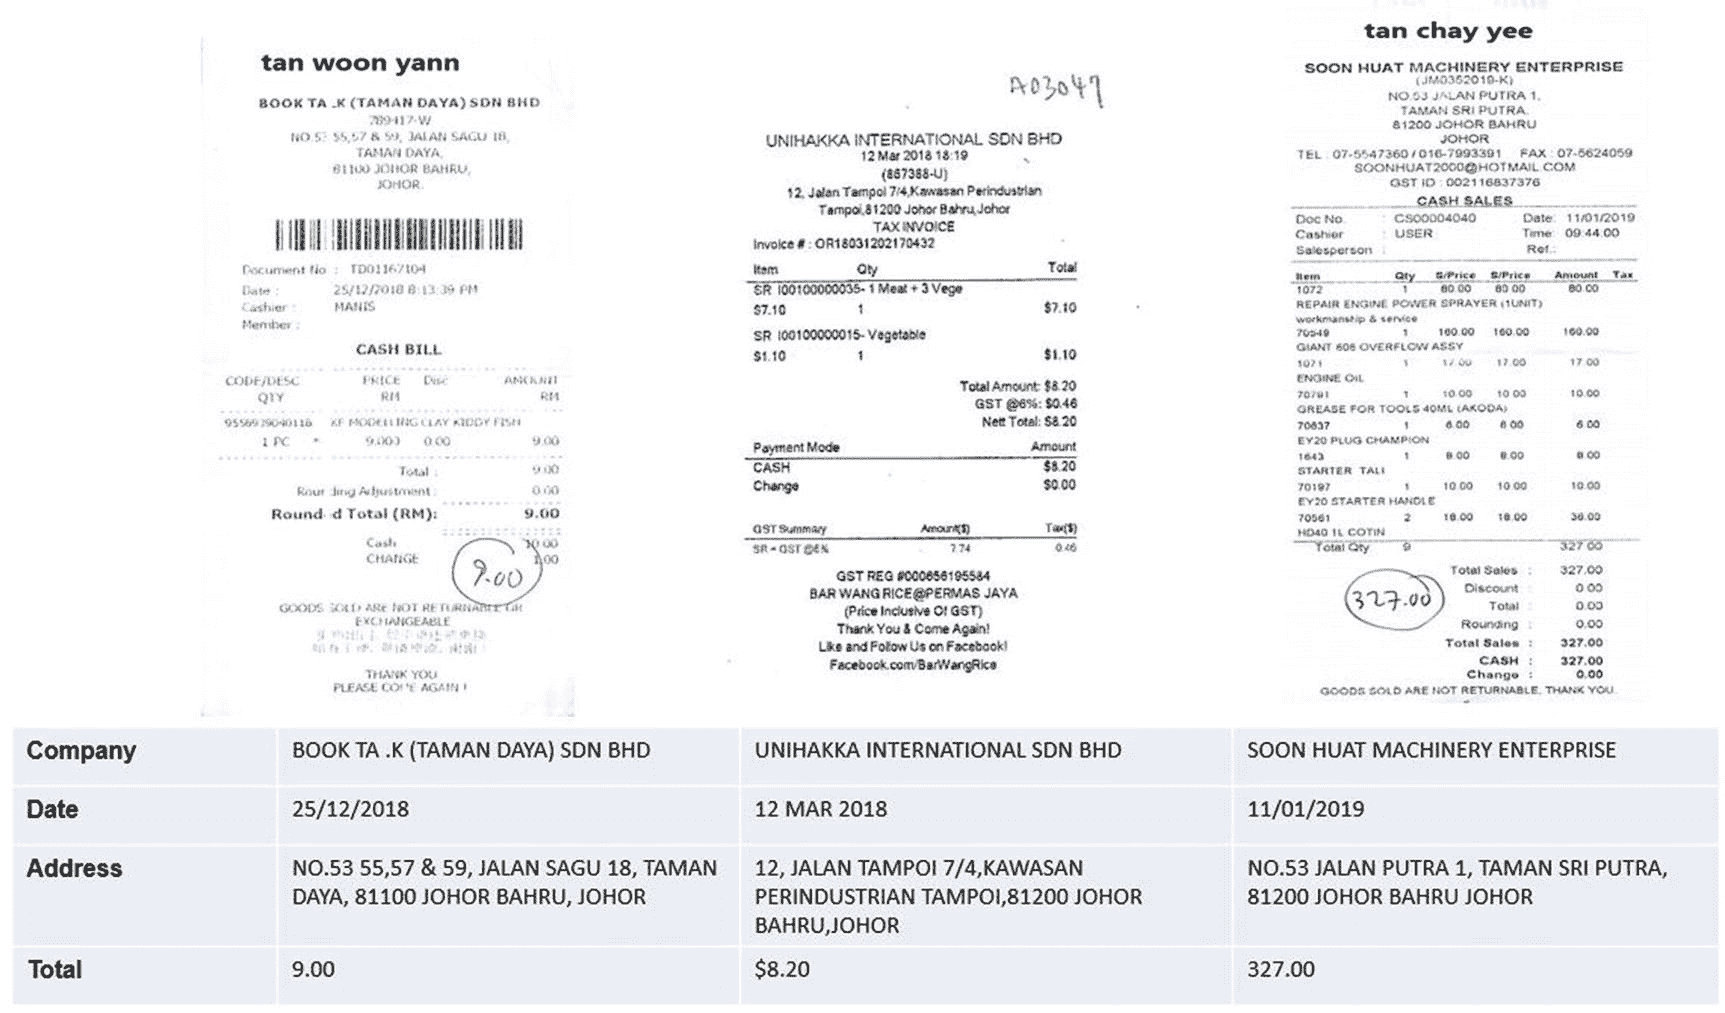 tan woon yann
BOOK TA .K (TAMAN DAYA) SDN BHD
789417-W
NO.53 55,57 & 59, JALAN SAGU 18,
TAMAN DAYA,
81100 JOHOR BAHRU,
JOHOR.
Document No : TD01167104
Date : 25/12/2018 8:13:39 PM
Cashier : MANIS
Member :
CASH BILL
CODE/DESC PRICE Disc AMOUNT
QTY RM RM
9556939040116 KF MODELLING CLAY KIDDY FISH
1 PC * 9.000 0.00 9.00
Total : 9.00
Rour ding Adjustment : 0.00
Round d Total (RM): 9.00
Cash 10.00
CHANGE 1.00
9.00
GOODS SOLD ARE NOT RETURNABLE OR
EXCHANGEABLE
THANK YOU
PLEASE COME AGAIN !
A03047
UNIHAKKA INTERNATIONAL SDN BHD
12 Mar 2018 18:19
(867388-U)
12, Jalan Tampoi 7/4,Kawasan Perindustrian
Tampoi,81200 Johor Bahru,Johor
TAX INVOICE
Invoice # : OR18031202170432
Item Qty Total
SR I00100000035- 1 Meat + 3 Vege
$7.10 1 $7.10
SR I00100000015- Vegetable
$1.10 1 $1.10
Total Amount: $8.20
GST @6%: $0.46
Nett Total: $8.20
Payment Mode Amount
CASH $8.20
Change $0.00
GST Summary Amount($) Tax($)
SR = GST @6% 7.74 0.46
GST REG #000656195584
BAR WANG RICE@PERMAS JAYA
(Price Inclusive Of GST)
Thank You & Come Again!
Like and Follow Us on Facebook!
Facebook.com/BarWangRice
tan chay yee
SOON HUAT MACHINERY ENTERPRISE
(JM0352019-K)
NO.53 JALAN PUTRA 1,
TAMAN SRI PUTRA,
81200 JOHOR BAHRU
JOHOR
TEL : 07-5547360 / 016-7993391 FAX : 07-5624059
SOONHUAT2000@HOTMAIL.COM
GST ID : 002116837376
CASH SALES
Doc No. : CS00004040 Date: 11/01/2019
Cashier : USER Time: 09:44:00
Salesperson : Ref.:
Item Qty S/Price S/Price Amount Tax
1072 1 80.00 80.00 80.00
REPAIR ENGINE POWER SPRAYER (1UNIT)
workmanship & service
70549 1 160.00 160.00 160.00
GIANT 606 OVERFLOW ASSY
1071 1 17.00 17.00 17.00
ENGINE OIL
70791 1 10.00 10.00 10.00
GREASE FOR TOOLS 40ML (AKODA)
70637 1 6.00 6.00 6.00
EY20 PLUG CHAMPION
1643 1 8.00 8.00 8.00
STARTER TALI
70197 1 10.00 10.00 10.00
EY20 STARTER HANDLE
70561 2 18.00 18.00 36.00
HD40 1L COTIN
Total Qty 9 327.00
Total Sales : 327.00
Discount : 0.00
Total : 0.00
Rounding : 0.00
Total Sales : 327.00
CASH : 327.00
Change : 0.00
327.00
GOODS SOLD ARE NOT RETURNABLE, THANK YOU.
Company BOOK TA .K (TAMAN DAYA) SDN BHD UNIHAKKA INTERNATIONAL SDN BHD SOON HUAT MACHINERY ENTERPRISE
Date 25/12/2018 12 MAR 2018 11/01/2019
Address NO.53 55,57 & 59, JALAN SAGU 18, TAMAN 12, JALAN TAMPOI 7/4,KAWASAN NO.53 JALAN PUTRA 1, TAMAN SRI PUTRA,
DAYA, 81100 JOHOR BAHRU, JOHOR PERINDUSTRIAN TAMPOI,81200 JOHOR 81200 JOHOR BAHRU JOHOR
BAHRU,JOHOR
Total 9.00 $8.20 327.00